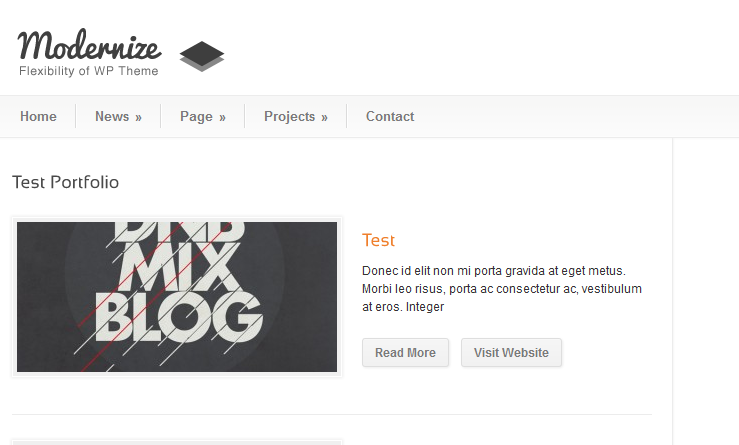 Modernize
Flexibility of WP Theme
Home News » Page » Projects » Contact
Test Portfolio
DNB
MIX
BLOG
Test
Donec id elit non mi porta gravida at eget metus.
Morbi leo risus, porta ac consectetur ac, vestibulum
at eros. Integer
Read More Visit Website